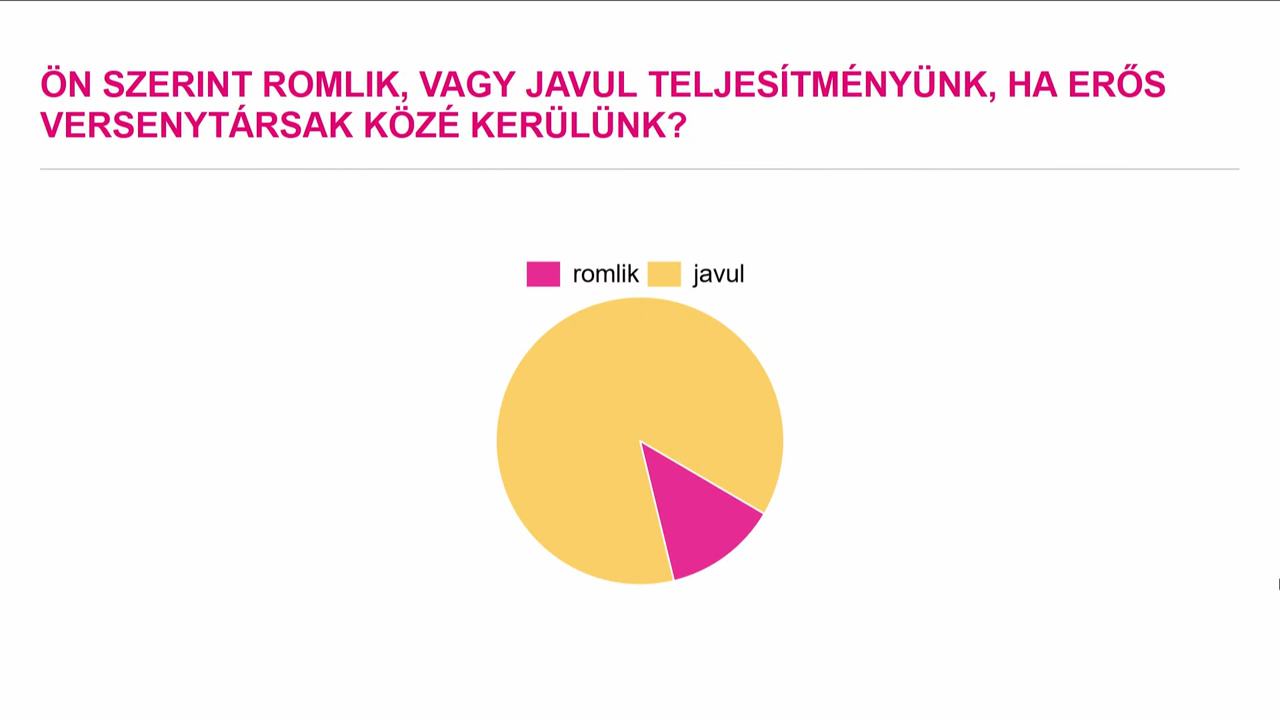 ÖN SZERINT ROMLIK, VAGY JAVUL TELJESÍTMÉNYÜNK, HA ERŐS
VERSENYTÁRSAK KÖZÉ KERÜLÜNK?
romlik javul